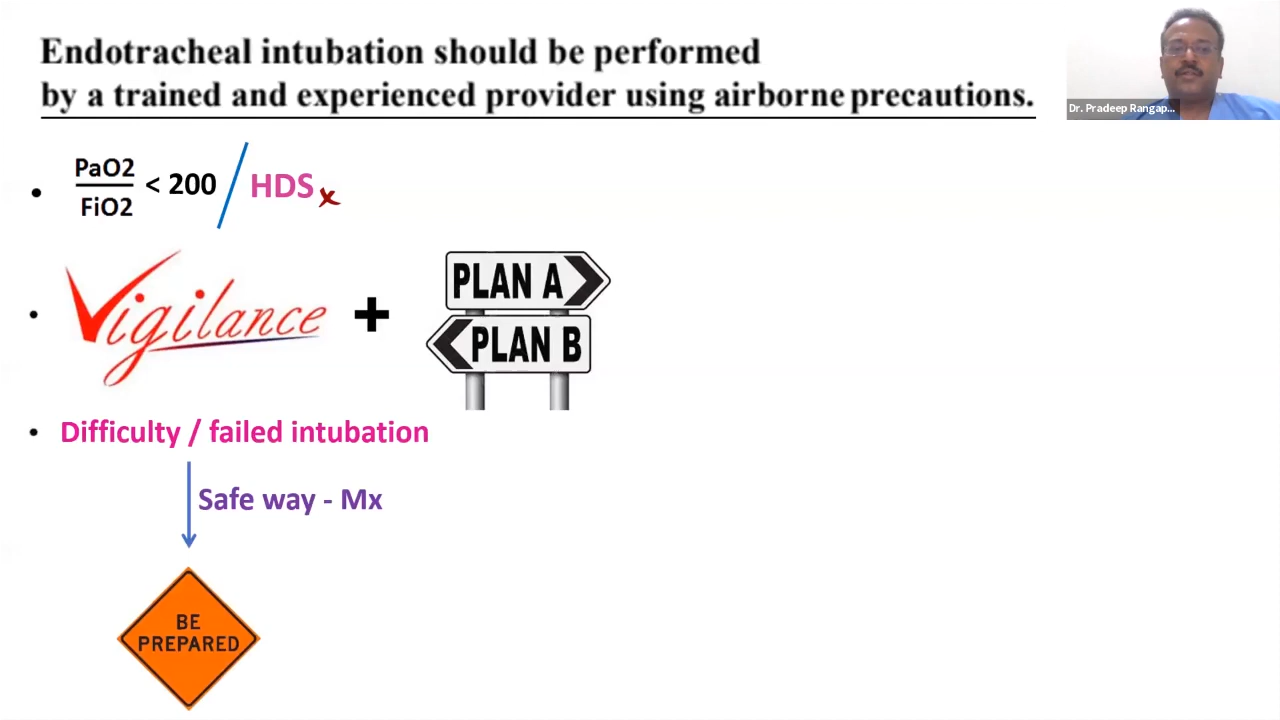 Endotracheal intubation should be performed
by a trained and experienced provider using airborne precautions.
Dr. Pradeep Rangap...
PaO2
FiO2
< 200 / HDS x
Vigilance + PLAN A
PLAN B
Difficulty / failed intubation
Safe way - Mx
BE
PREPARED